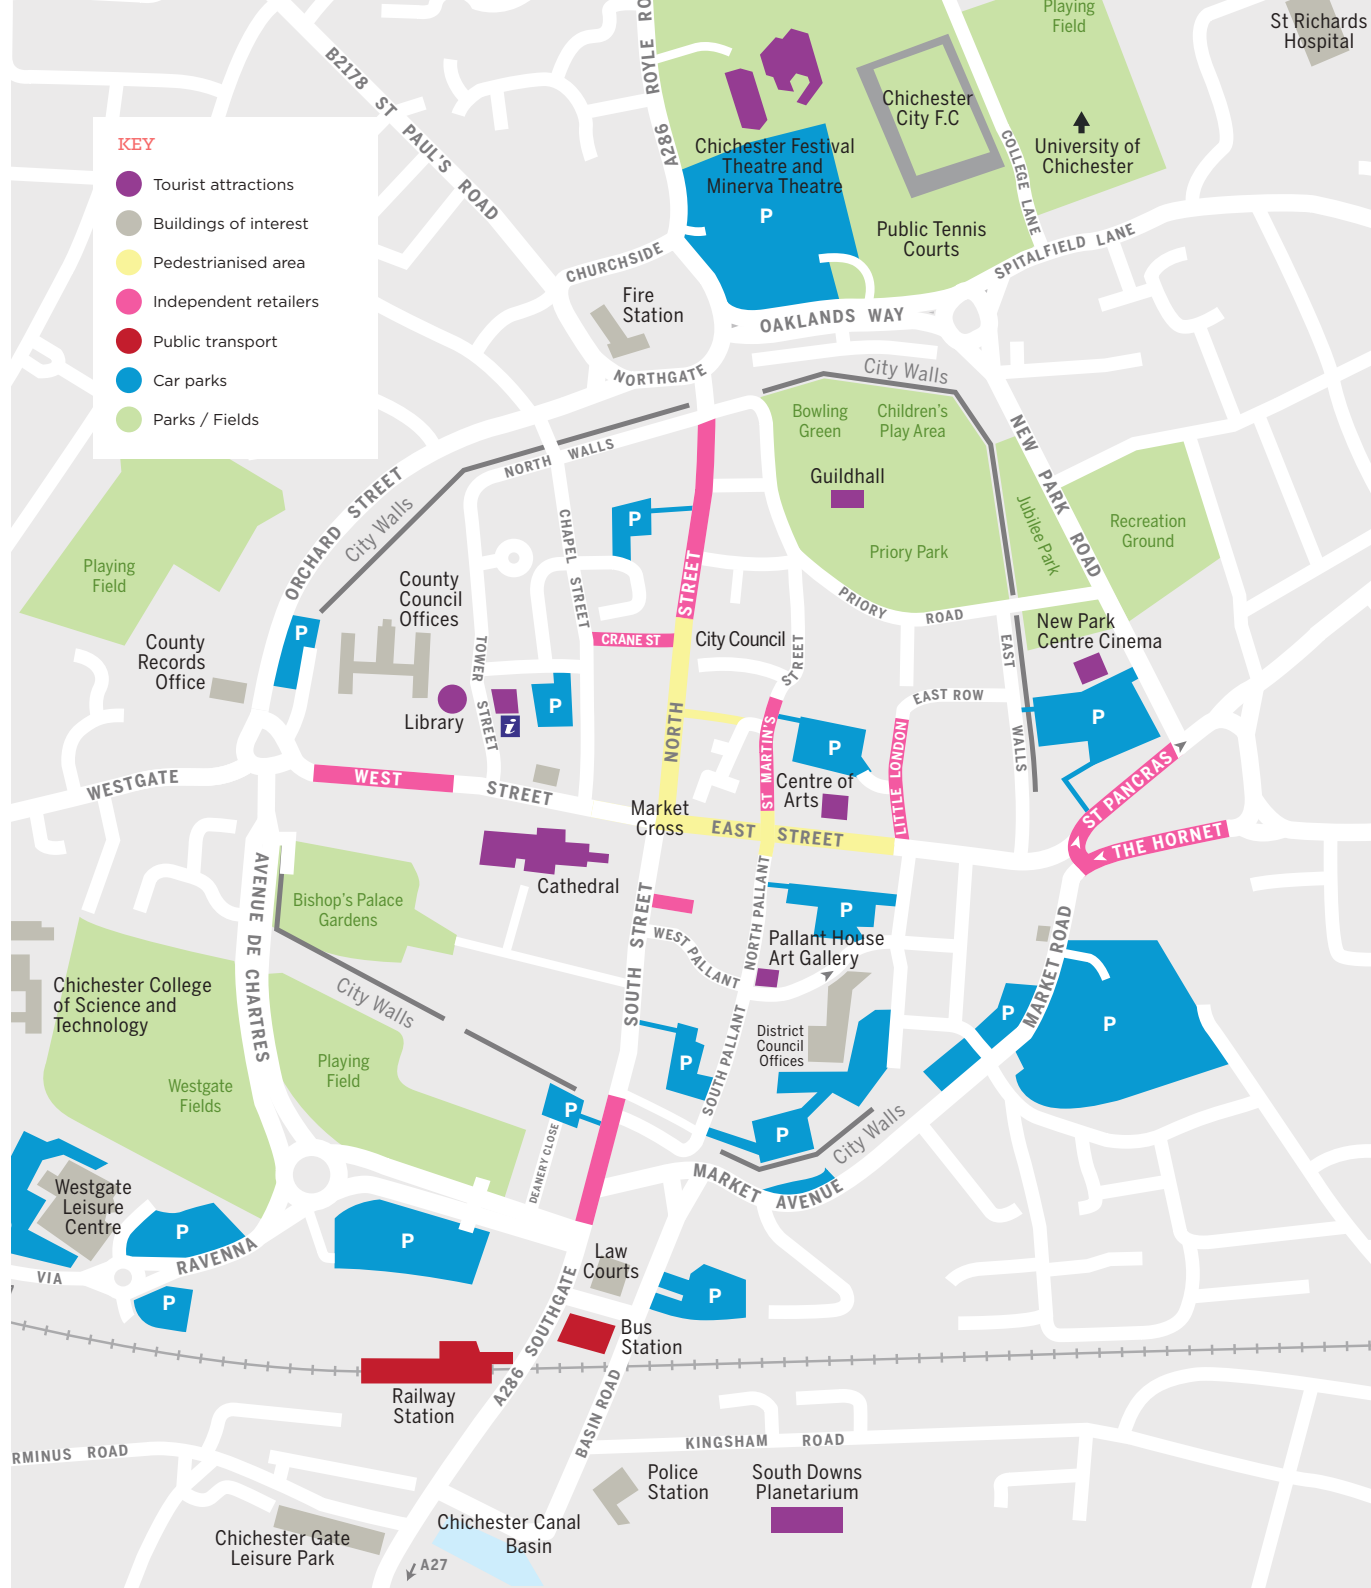 Playing
Field
St Richards
Hospital
B2178 ST PAUL'S ROAD
A286 ROYLE RO
Chichester
City F.C
COLLEGE LANE
University of
Chichester
KEY
Tourist attractions
Buildings of interest
Pedestrianised area
Independent retailers
Public transport
Car parks
Parks / Fields
Chichester Festival
Theatre and
Minerva Theatre
P
Public Tennis
Courts
SPITALFIELD LANE
CHURCHSIDE
Fire
Station
OAKLANDS WAY
NORTHGATE
City Walls
Bowling
Green
Children's
Play Area
NEW PARK ROAD
NORTH WALLS
Guildhall
ORCHARD STREET
City Walls
CHAPEL STREET
P
Jubilee Park
Recreation
Ground
Priory Park
Playing
Field
County
Council
Offices
STREET
PRIORY ROAD
P
CRANE ST
City Council
New Park
Centre Cinema
County
Records
Office
TOWER STREET
STREET
EAST WALLS
EAST ROW
Library
i
P
NORTH
ST MARTIN'S
P
LITTLE LONDON
P
WESTGATE
WEST STREET
Centre of
Arts
ST PANCRAS
Market
Cross
EAST STREET
THE HORNET
AVENUE DE CHARTRES
Cathedral
Bishop's Palace
Gardens
SOUTH STREET
NORTH PALLANT
P
WEST PALLANT
Pallant House
Art Gallery
MARKET ROAD
Chichester College
of Science and
Technology
City Walls
P
P
District
Council
Offices
P
SOUTH PALLANT
Playing
Field
Westgate
Fields
P
P
City Walls
DEANERY CLOSE
MARKET AVENUE
Westgate
Leisure
Centre
P
P
VIA RAVENNA
Law
Courts
P
P
A286 SOUTHGATE
Bus
Station
Railway
Station
BASIN ROAD
RMINUS ROAD
KINGSHAM ROAD
Police
Station
South Downs
Planetarium
Chichester Gate
Leisure Park
Chichester Canal
Basin
A27